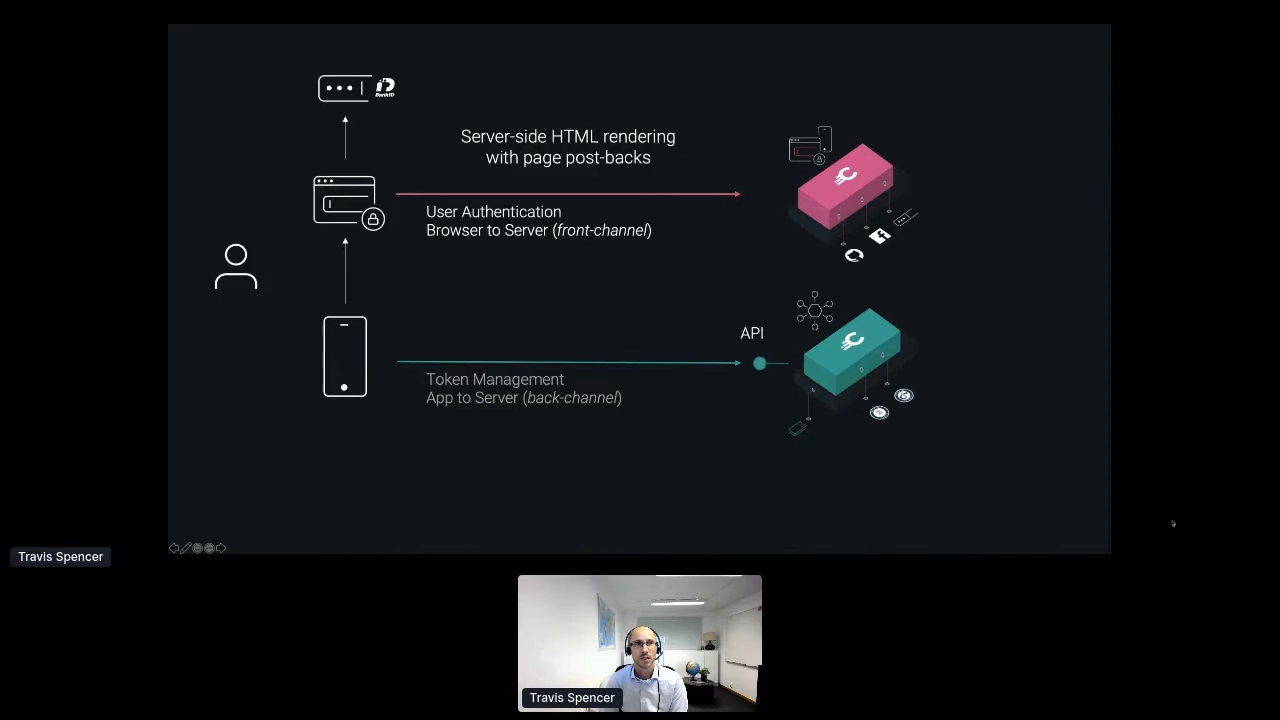 BankID
Server-side HTML rendering
with page post-backs
User Authentication
Browser to Server (front-channel)
API
Token Management
App to Server (back-channel)
Travis Spencer
Travis Spencer